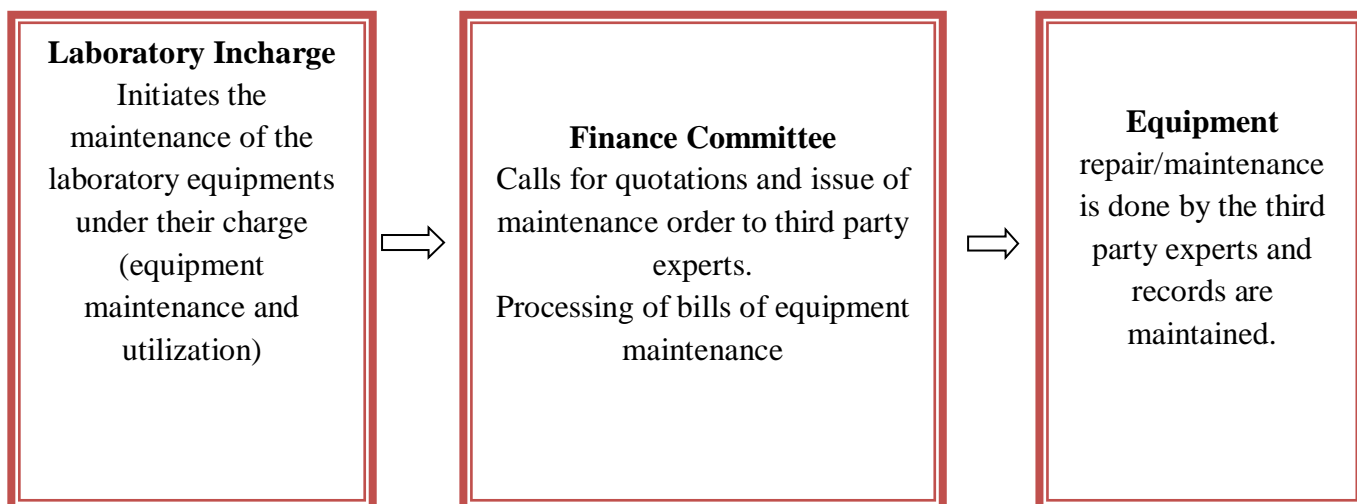 Laboratory Incharge
Initiates the
maintenance of the
laboratory equipments
under their charge
(equipment
maintenance and
utilization)
Finance Committee
Calls for quotations and issue of
maintenance order to third party
experts.
Processing of bills of equipment
maintenance
Equipment
repair/maintenance
is done by the third
party experts and
records are
maintained.